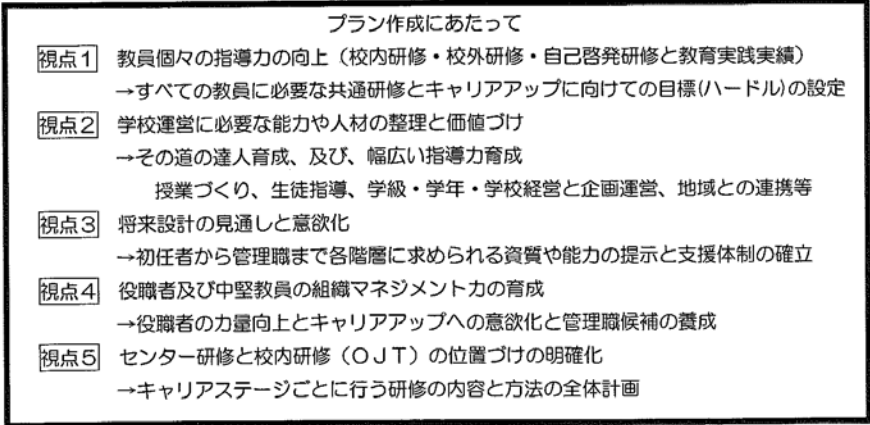 プラン作成にあたって
視点1 教員個々の指導力の向上（校内研修・校外研修・自己啓発研修と教育実践実績）
→すべての教員に必要な共通研修とキャリアアップに向けての目標(ハードル)の設定
視点2 学校運営に必要な能力や人材の整理と価値づけ
→その道の達人育成、及び、幅広い指導力育成
授業づくり、生徒指導、学級・学年・学校経営と企画運営、地域との連携等
視点3 将来設計の見通しと意欲化
→初任者から管理職まで各階層に求められる資質や能力の提示と支援体制の確立
視点4 役職者及び中堅教員の組織マネジメント力の育成
→役職者の力量向上とキャリアアップへの意欲化と管理職候補の養成
視点5 センター研修と校内研修（ＯＪＴ）の位置づけの明確化
→キャリアステージごとに行う研修の内容と方法の全体計画